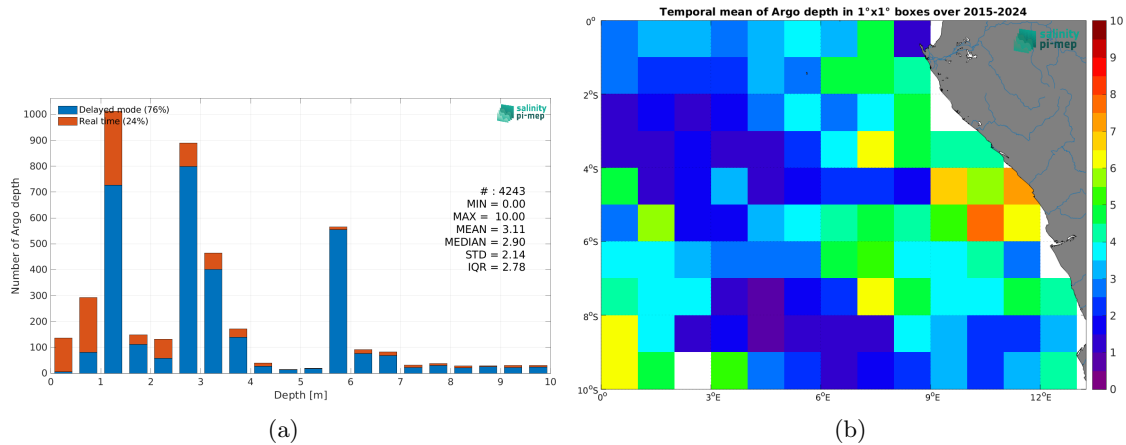 Temporal mean of Argo depth in 1°x1° boxes over 2015-2024
Delayed mode (76%)
Real time (24%)
salinity
pi-mep
# : 4243
MIN = 0.00
MAX = 10.00
MEAN = 3.11
MEDIAN = 2.90
STD = 2.14
IQR = 2.78
Number of Argo depth
1000
900
800
700
600
500
400
300
200
100
0
0 1 2 3 4 5 6 7 8 9 10
Depth [m]
(a)
salinity
pi-mep
0°
2°S
4°S
6°S
8°S
10°S
0° 3°E 6°E 9°E 12°E
10
9
8
7
6
5
4
3
2
1
0
(b)